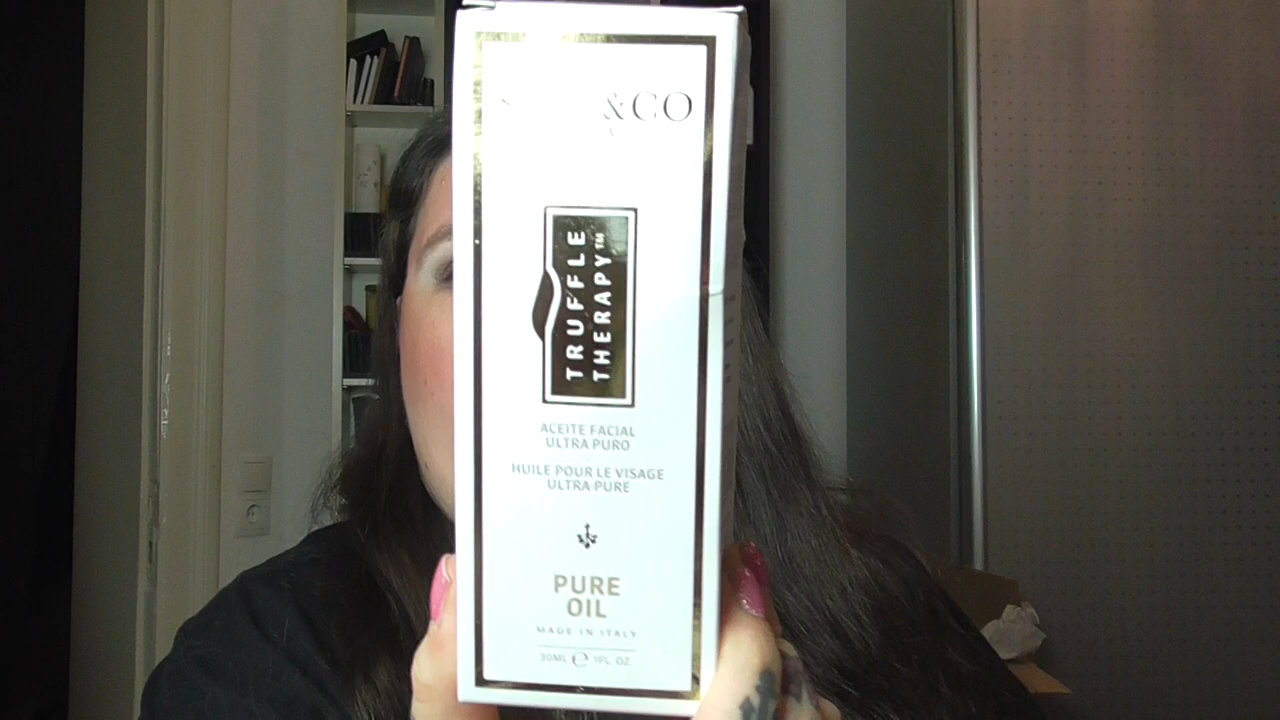 &CO
TRUFFLE
THERAPY™
ACEITE FACIAL
ULTRA PURO
HUILE POUR LE VISAGE
ULTRA-PURE
PURE
OIL
MADE IN ITALY
30ML ℮ 1FL. OZ.